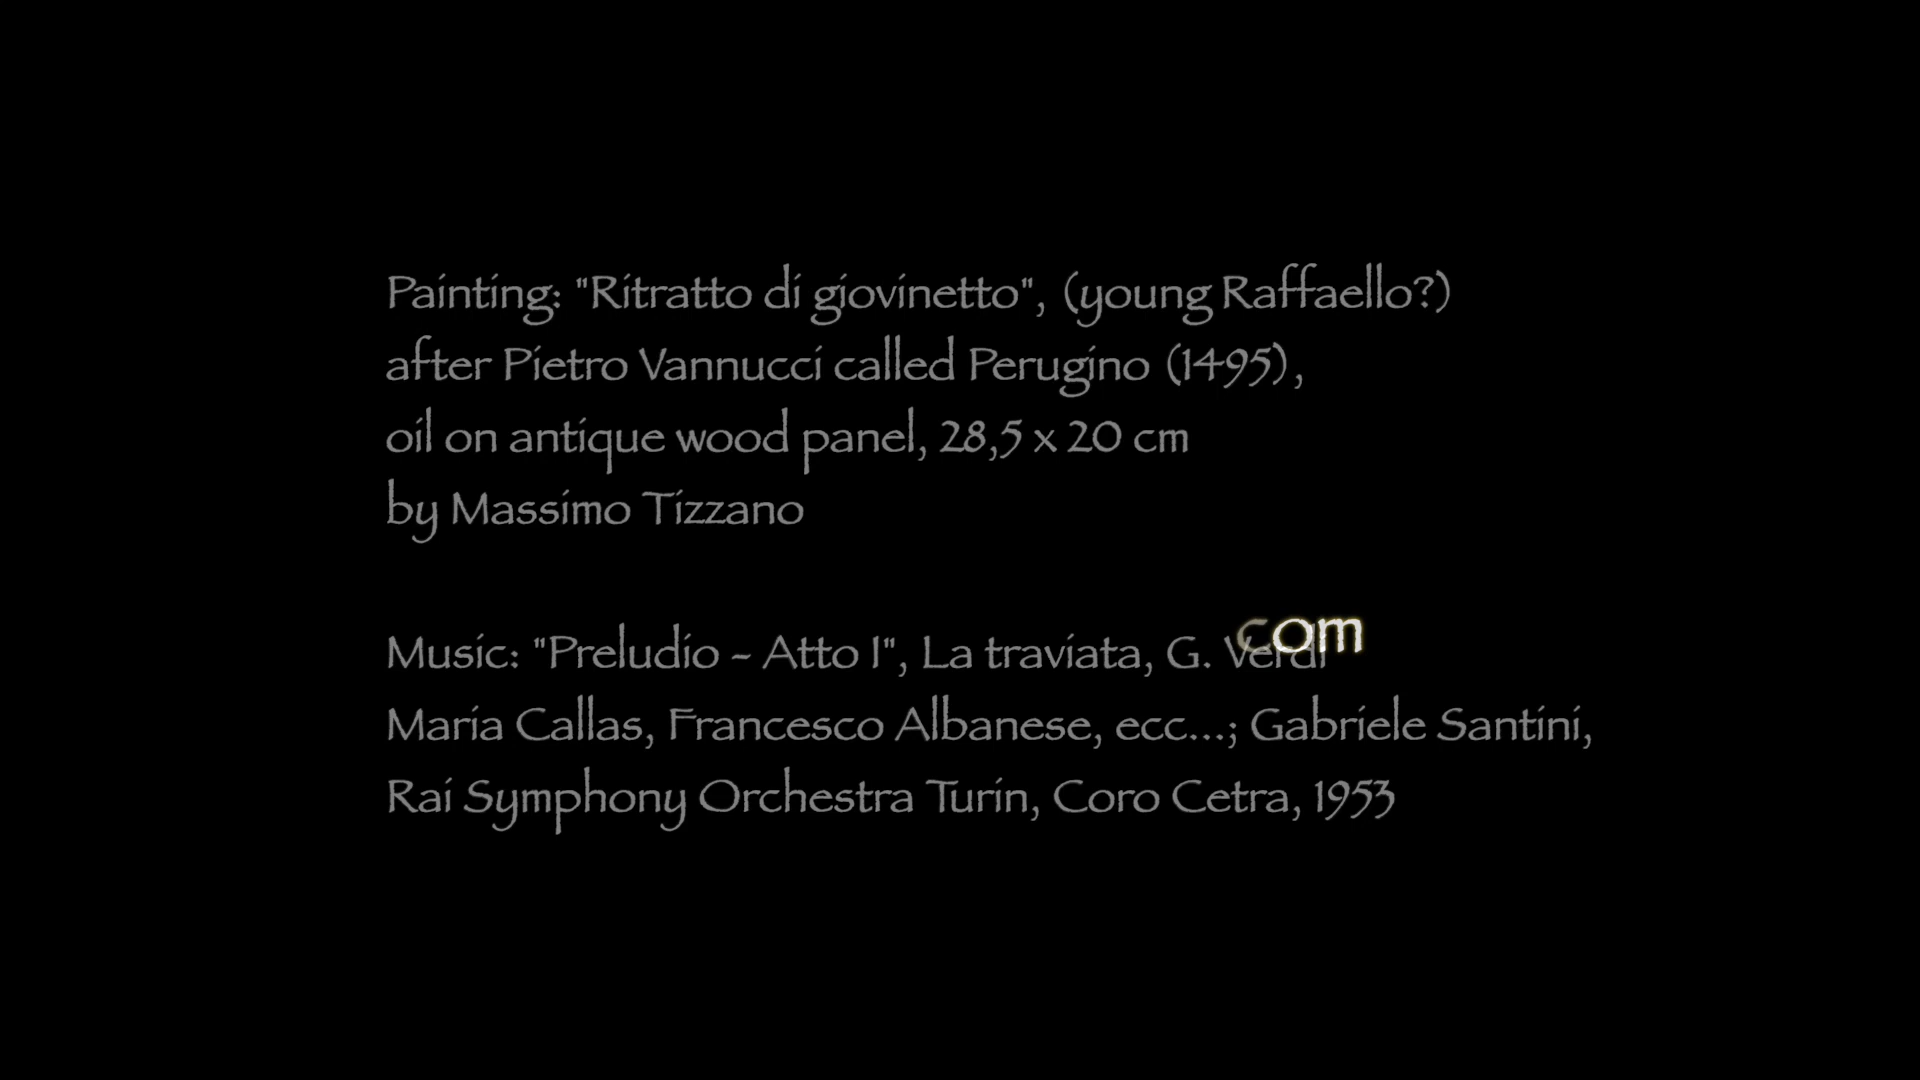 Painting: "Ritratto di giovinetto", (young Raffaello?)
after Pietro Vannucci called Perugino (1495),
oil on antique wood panel, 28,5 x 20 cm
by Massimo Tizzano
com
Music: "Preludio - Atto I", La traviata, G. Verdi
Maria Callas, Francesco Albanese, ecc...; Gabriele Santini,
Rai Symphony Orchestra Turin, Coro Cetra, 1953